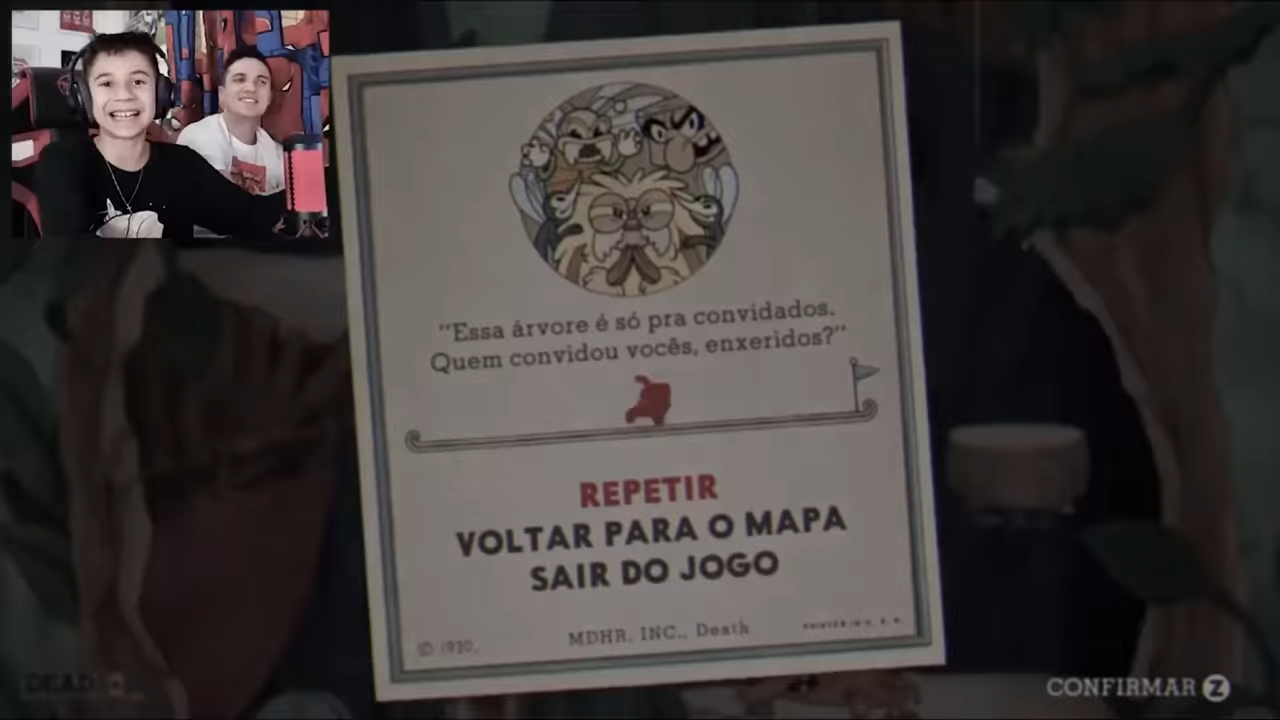 "Essa árvore é só pra convidados.
Quem convidou vocês, enxeridos?"
REPETIR
VOLTAR PARA O MAPA
SAIR DO JOGO
© 1930, MDHR, INC., Death
DEAD
CONFIRMAR Z